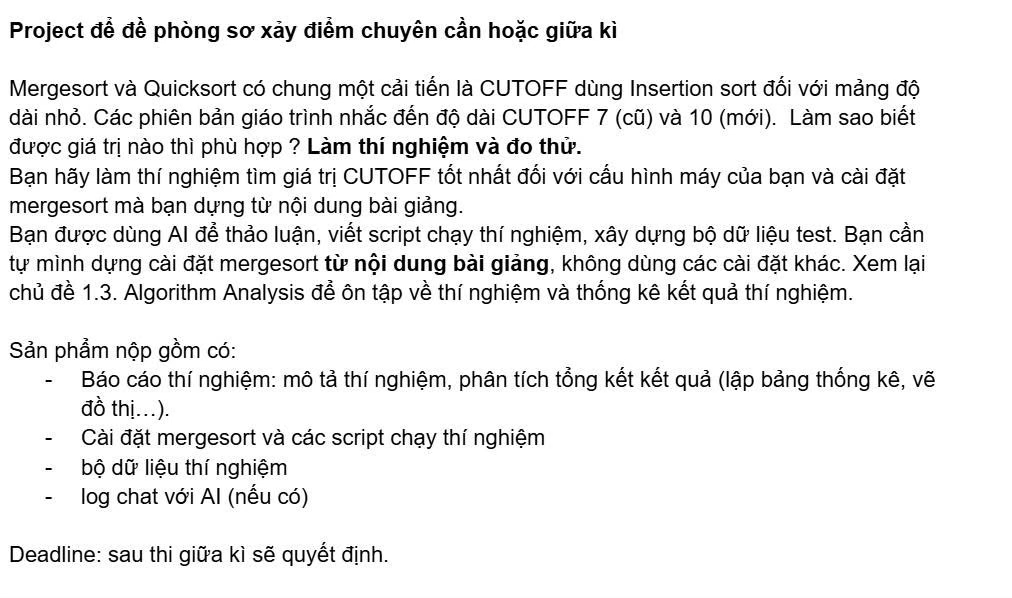 Project để đề phòng sơ xảy điểm chuyên cần hoặc giữa kì
Mergesort và Quicksort có chung một cải tiến là CUTOFF dùng Insertion sort đối với mảng độ
dài nhỏ. Các phiên bản giáo trình nhắc đến độ dài CUTOFF 7 (cũ) và 10 (mới).  Làm sao biết
được giá trị nào thì phù hợp ? Làm thí nghiệm và đo thử.
Bạn hãy làm thí nghiệm tìm giá trị CUTOFF tốt nhất đối với cấu hình máy của bạn và cài đặt
mergesort mà bạn dựng từ nội dung bài giảng.
Bạn được dùng AI để thảo luận, viết script chạy thí nghiệm, xây dựng bộ dữ liệu test. Bạn cần
tự mình dựng cài đặt mergesort từ nội dung bài giảng, không dùng các cài đặt khác. Xem lại
chủ đề 1.3. Algorithm Analysis để ôn tập về thí nghiệm và thống kê kết quả thí nghiệm.
Sản phẩm nộp gồm có:
- Báo cáo thí nghiệm: mô tả thí nghiệm, phân tích tổng kết kết quả (lập bảng thống kê, vẽ
đồ thị…).
- Cài đặt mergesort và các script chạy thí nghiệm
- bộ dữ liệu thí nghiệm
- log chat với AI (nếu có)
Deadline: sau thi giữa kì sẽ quyết định.